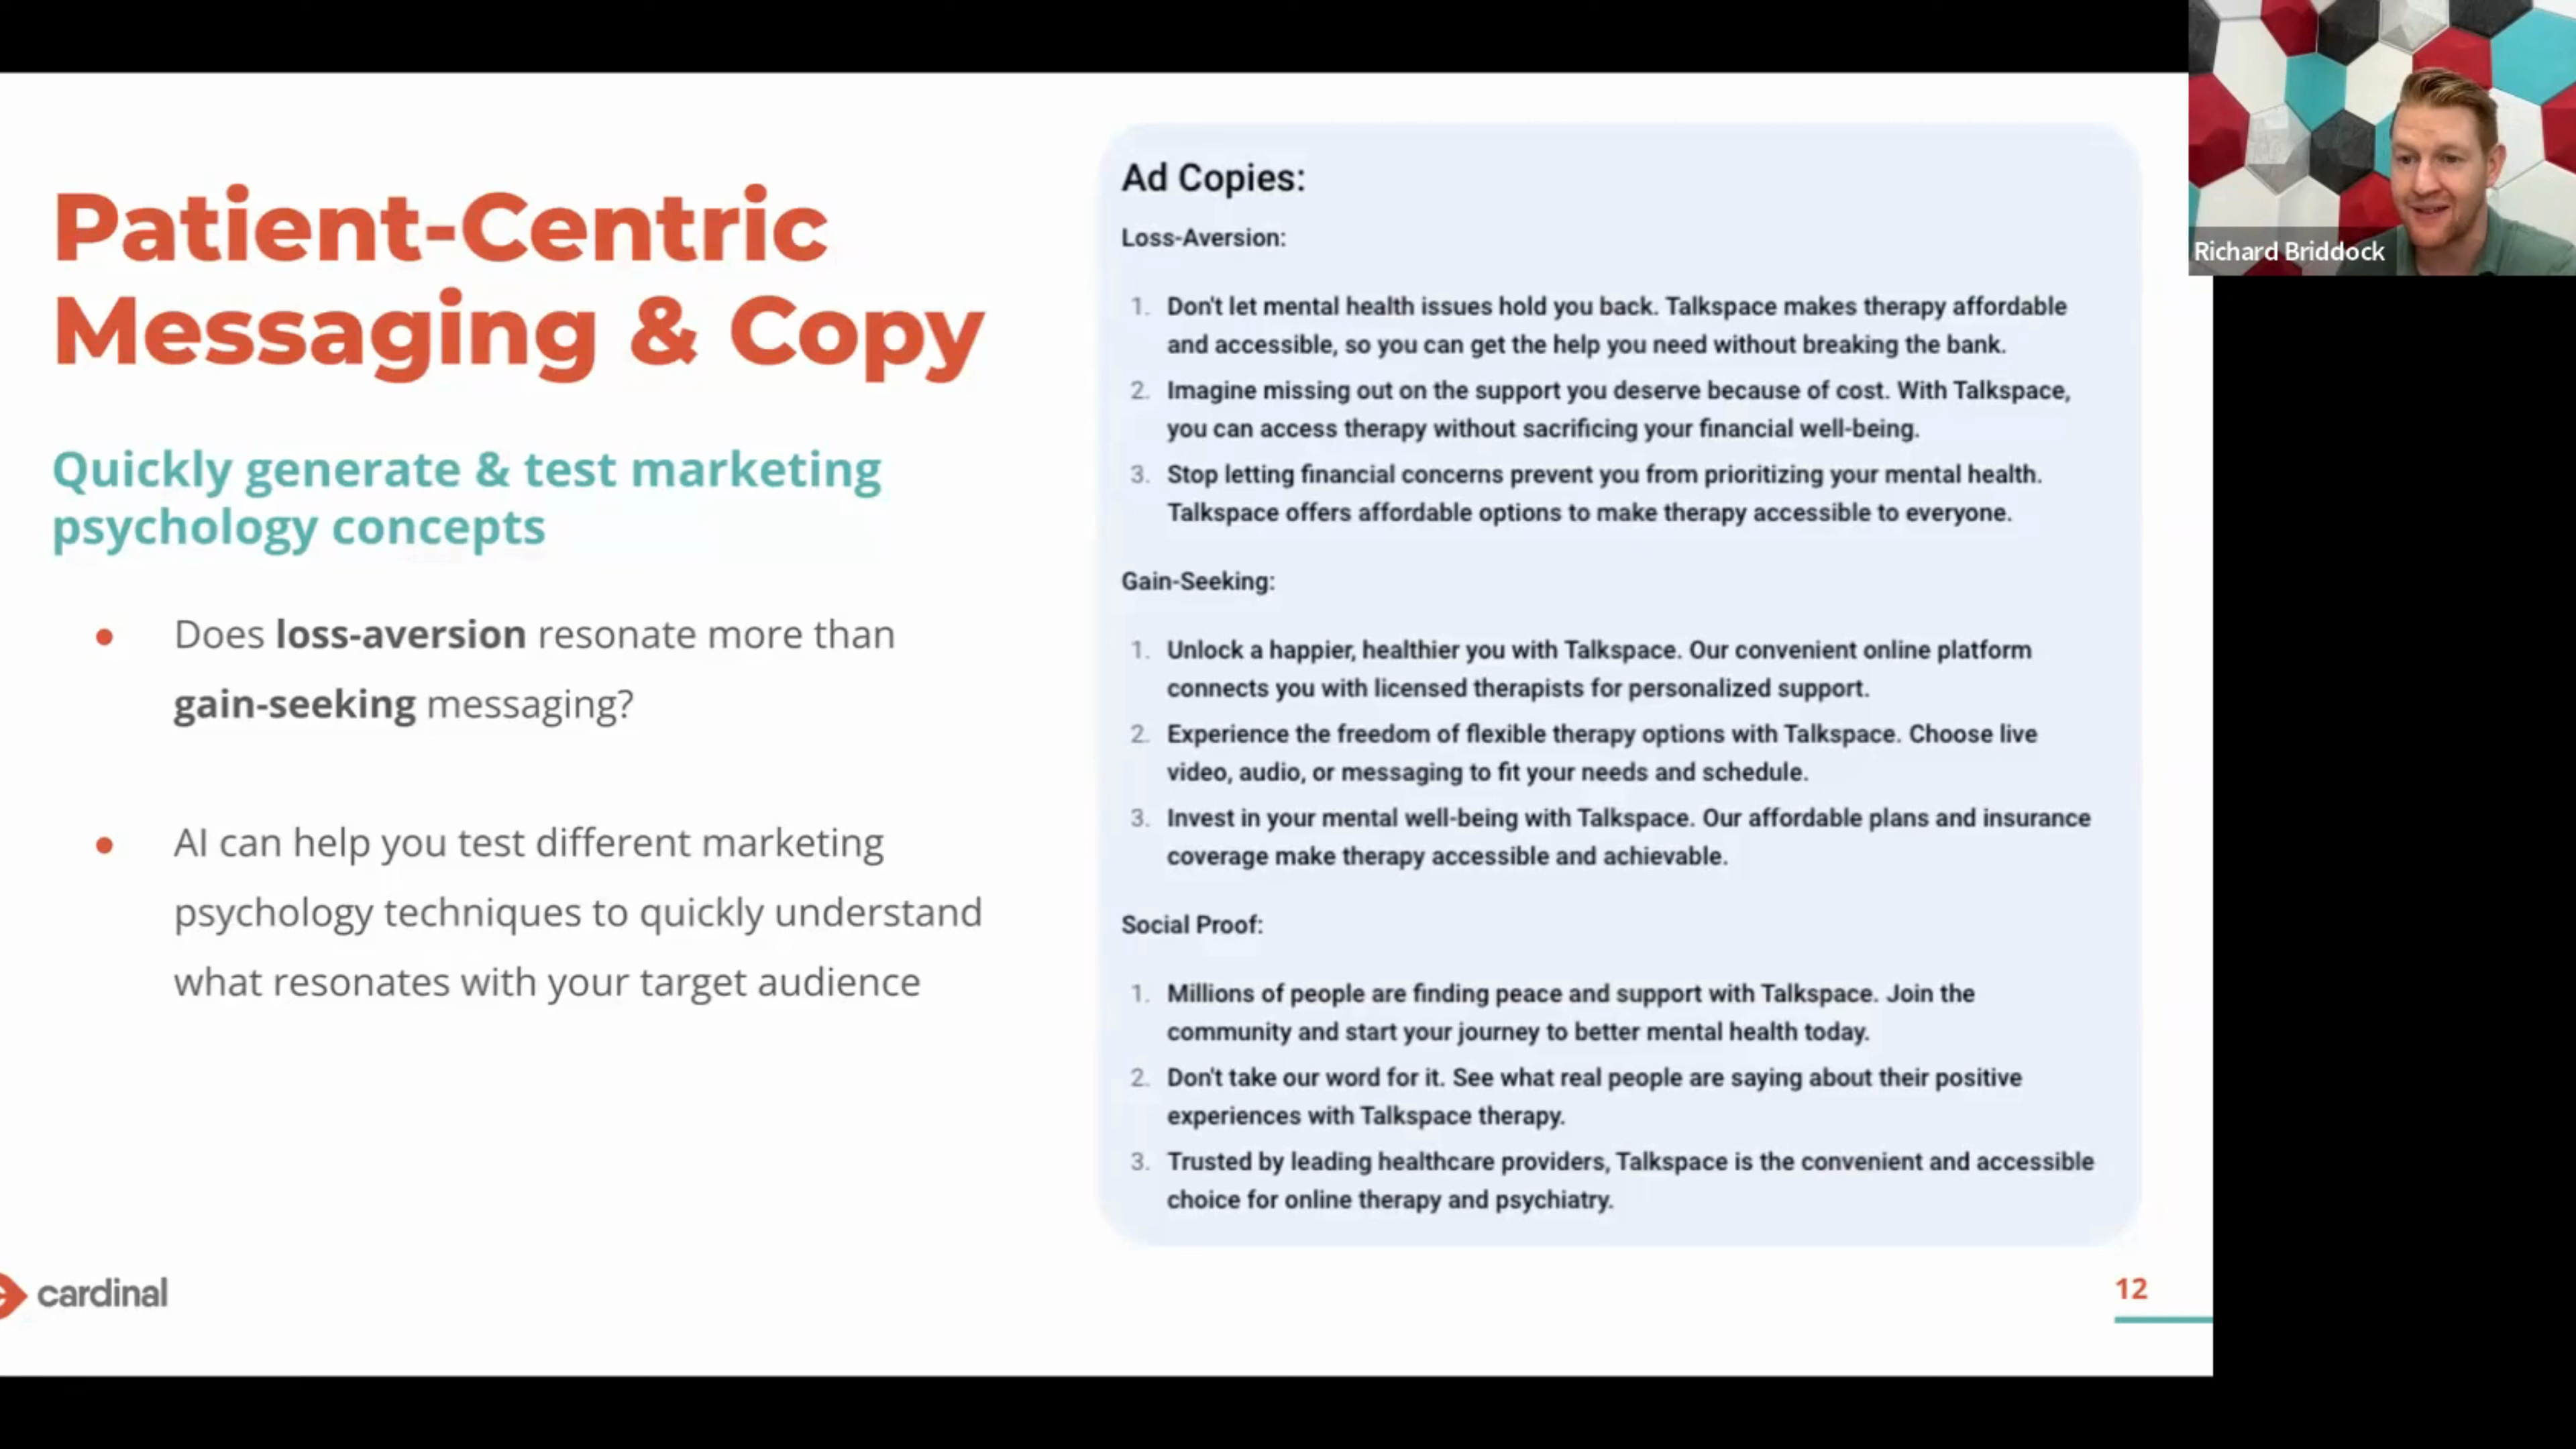 Patient-Centric
Messaging & Copy
Quickly generate & test marketing
psychology concepts
• Does loss-aversion resonate more than
gain-seeking messaging?
• AI can help you test different marketing
psychology techniques to quickly understand
what resonates with your target audience
cardinal
Ad Copies:
Loss-Aversion:
1. Don't let mental health issues hold you back. Talkspace makes therapy affordable
and accessible, so you can get the help you need without breaking the bank.
2. Imagine missing out on the support you deserve because of cost. With Talkspace,
you can access therapy without sacrificing your financial well-being.
3. Stop letting financial concerns prevent you from prioritizing your mental health.
Talkspace offers affordable options to make therapy accessible to everyone.
Gain-Seeking:
1. Unlock a happier, healthier you with Talkspace. Our convenient online platform
connects you with licensed therapists for personalized support.
2. Experience the freedom of flexible therapy options with Talkspace. Choose live
video, audio, or messaging to fit your needs and schedule.
3. Invest in your mental well-being with Talkspace. Our affordable plans and insurance
coverage make therapy accessible and achievable.
Social Proof:
1. Millions of people are finding peace and support with Talkspace. Join the
community and start your journey to better mental health today.
2. Don't take our word for it. See what real people are saying about their positive
experiences with Talkspace therapy.
3. Trusted by leading healthcare providers, Talkspace is the convenient and accessible
choice for online therapy and psychiatry.
12
Richard Briddock